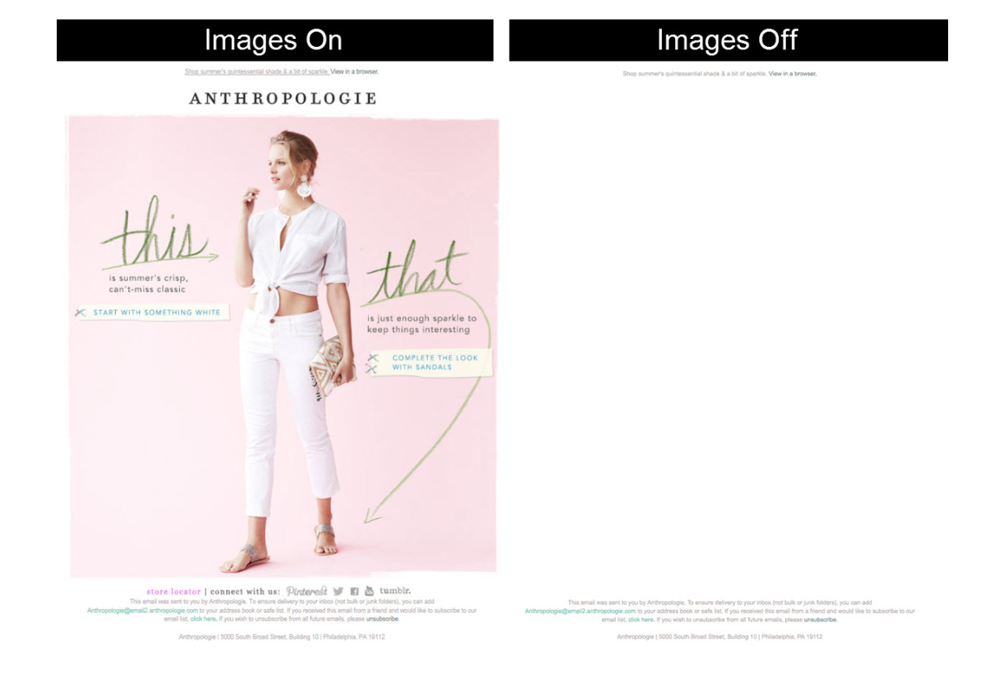 Images On
Shop summer's quintessential shade & a bit of sparkle. View in a browser.
ANTHROPOLOGIE
this
is summer's crisp,
can't-miss classic
START WITH SOMETHING WHITE
that
is just enough sparkle to
keep things interesting
COMPLETE THE LOOK
WITH SANDALS
store locator | connect with us: Pinterest tumblr.
This email was sent to you by Anthropologie. To ensure delivery to your inbox (not bulk or junk folders), you can add
Anthropologie@email2.anthropologie.com to your address book or safe list. If you received this email from a friend and would like to subscribe to our
email list, click here. If you wish to unsubscribe from all future emails, please unsubscribe.
Anthropologie | 5000 South Broad Street, Building 10 | Philadelphia, PA 19112
Images Off
Shop summer's quintessential shade & a bit of sparkle. View in a browser.
This email was sent to you by Anthropologie. To ensure delivery to your inbox (not bulk or junk folders), you can add
Anthropologie@email2.anthropologie.com to your address book or safe list. If you received this email from a friend and would like to subscribe to our
email list, click here. If you wish to unsubscribe from all future emails, please unsubscribe.
Anthropologie | 5000 South Broad Street, Building 10 | Philadelphia, PA 19112